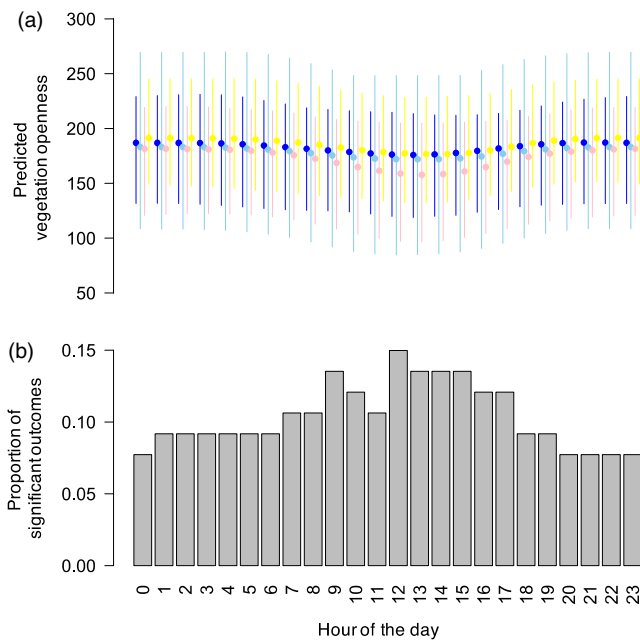 (a)
300
250
200
150
100
50
Predicted
vegetation openness
(b)
0.15
0.10
0.05
0.00
Proportion of
significant outcomes
0 1 2 3 4 5 6 7 8 9 10 11 12 13 14 15 16 17 18 19 20 21 22 23
Hour of the day